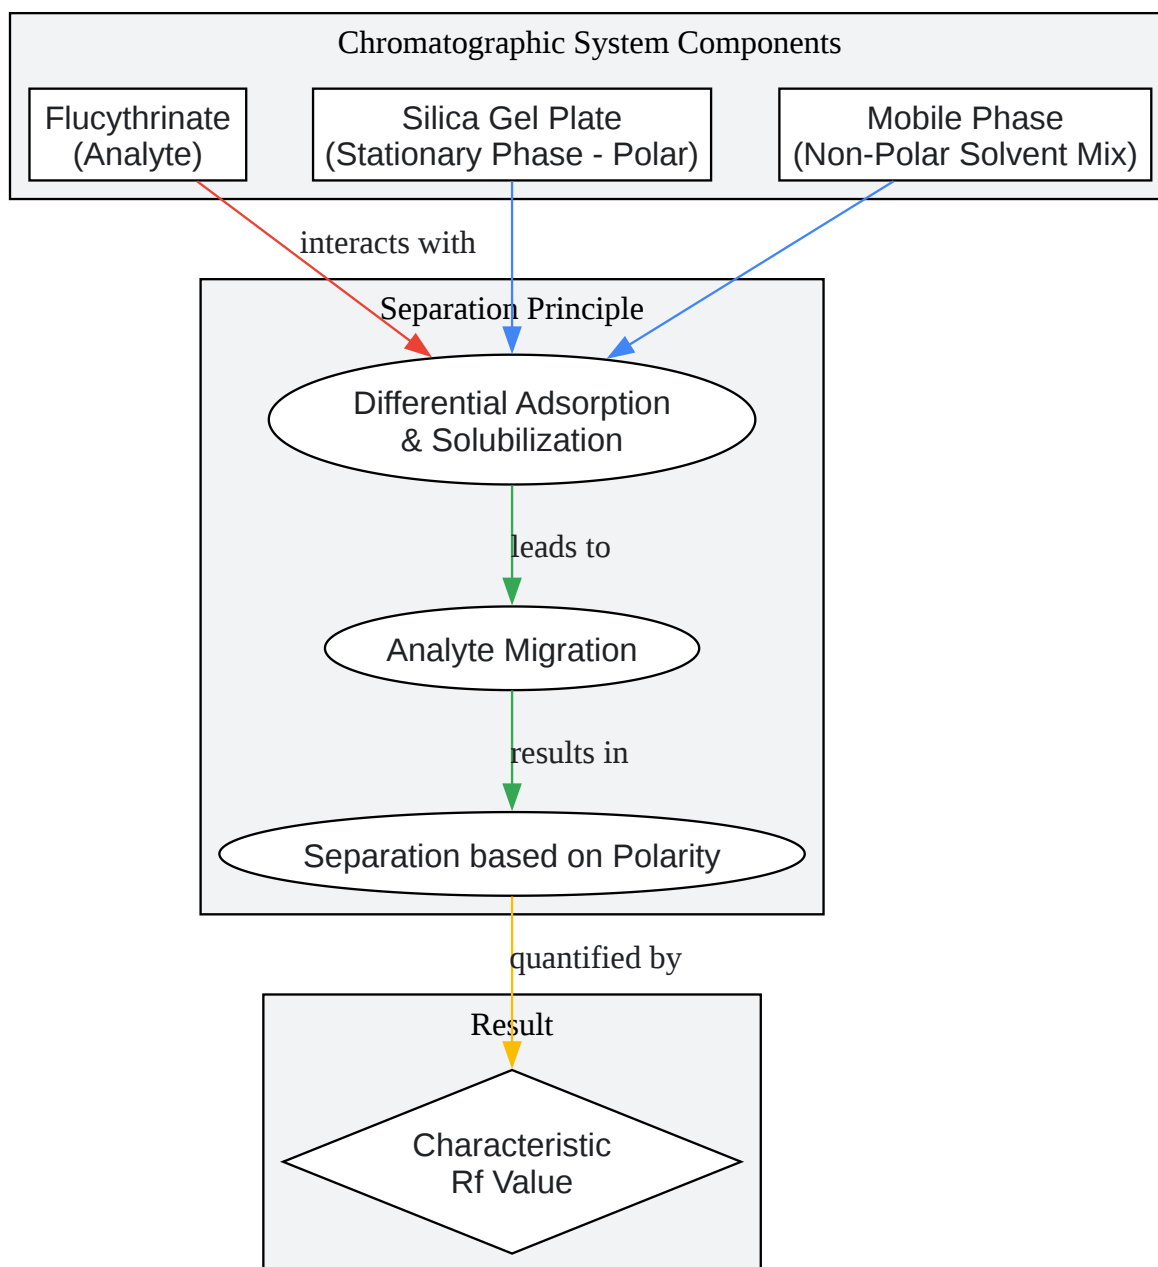 Chromatographic System Components
Flucythrinate
(Analyte)
Silica Gel Plate
(Stationary Phase - Polar)
Mobile Phase
(Non-Polar Solvent Mix)
interacts with
Separation Principle
Differential Adsorption
& Solubilization
leads to
Analyte Migration
results in
Separation based on Polarity
quantified by
Result
Characteristic
Rf Value